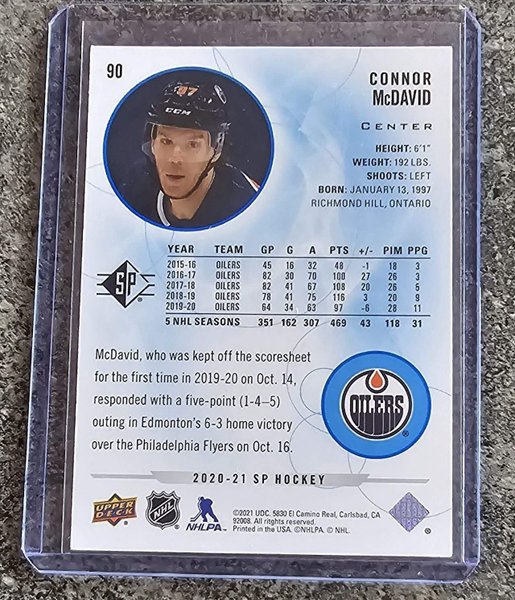 90
CONNOR
McDAVID
CENTER
97
CCM
HEIGHT: 6'1"
WEIGHT: 192 LBS.
SHOOTS: LEFT
BORN: JANUARY 13, 1997
RICHMOND HILL, ONTARIO
YEAR TEAM GP G A PTS +/- PIM PPG
2015-16 OILERS 45 16 32 48 -1 18 3
2016-17 OILERS 82 30 70 100 27 26 3
2017-18 OILERS 82 41 67 108 20 26 5
2018-19 OILERS 78 41 75 116 3 20 9
2019-20 OILERS 64 34 63 97 -6 28 11
5 NHL SEASONS 351 162 307 469 43 118 31
SP
McDavid, who was kept off the scoresheet
for the first time in 2019-20 on Oct. 14,
responded with a five-point (1-4—5)
outing in Edmonton's 6-3 home victory
over the Philadelphia Flyers on Oct. 16.
OILERS
2020-21 SP HOCKEY
UPPER DECK
NHL
NHLPA
©2021 UDC. 5830 El Camino Real, Carlsbad, CA
92008. All rights reserved.
Printed in the USA. ©NHLPA © NHL.